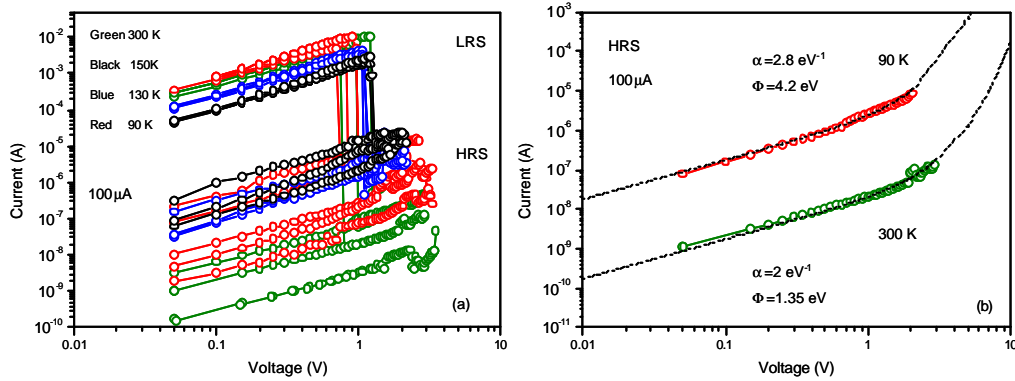 10⁻²
10⁻³
10⁻⁴
10⁻⁵
10⁻⁶
10⁻⁷
10⁻⁸
10⁻⁹
10⁻¹⁰
Current (A)
0.01
0.1
1
10
Voltage (V)
Green 300 K
Black 150K
Blue 130 K
Red 90 K
100 μA
LRS
HRS
(a)
10⁻³
10⁻⁴
10⁻⁵
10⁻⁶
10⁻⁷
10⁻⁸
10⁻⁹
10⁻¹⁰
10⁻¹¹
Current (A)
0.01
0.1
1
10
Voltage (V)
HRS
100 μA
α=2.8 eV⁻¹
Φ=4.2 eV
90 K
300 K
α=2 eV⁻¹
Φ=1.35 eV
(b)